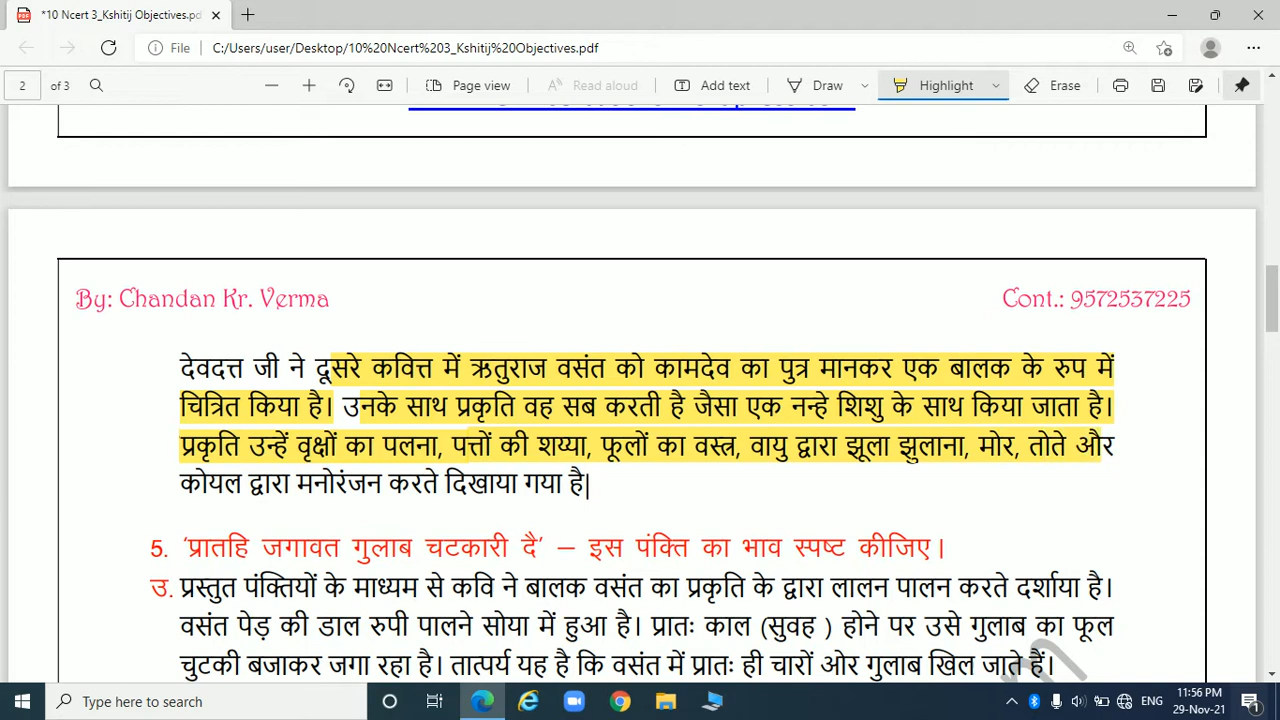 *10 Ncert 3_Kshitij Objectives.pd
File C:/Users/user/Desktop/10%20Ncert%203_Kshitij%20Objectives.pdf
2 of 3 Page view Read aloud Add text Draw Highlight Erase
By: Chandan Kr. Verma Cont.: 9572537225
देवदत्त जी ने दूसरे कवित्त में ऋतुराज वसंत को कामदेव का पुत्र मानकर एक बालक के रुप में
चित्रित किया है। उनके साथ प्रकृति वह सब करती है जैसा एक नन्हे शिशु के साथ किया जाता है।
प्रकृति उन्हें वृक्षों का पलना, पत्तों की शय्या, फूलों का वस्त्र, वायु द्वारा झूला झुलाना, मोर, तोते और
कोयल द्वारा मनोरंजन करते दिखाया गया है|
5. 'प्रातहि जगावत गुलाब चटकारी दै' – इस पंक्ति का भाव स्पष्ट कीजिए।
उ. प्रस्तुत पंक्तियों के माध्यम से कवि ने बालक वसंत का प्रकृति के द्वारा लालन पालन करते दर्शाया है।
वसंत पेड़ की डाल रुपी पालने सोया में हुआ है। प्रातः काल (सुवह ) होने पर उसे गुलाब का फूल
चुटकी बजाकर जगा रहा है। तात्पर्य यह है कि वसंत में प्रातः ही चारों ओर गुलाब खिल जाते हैं।
Type here to search
ENG
11:56 PM
29-Nov-21
1